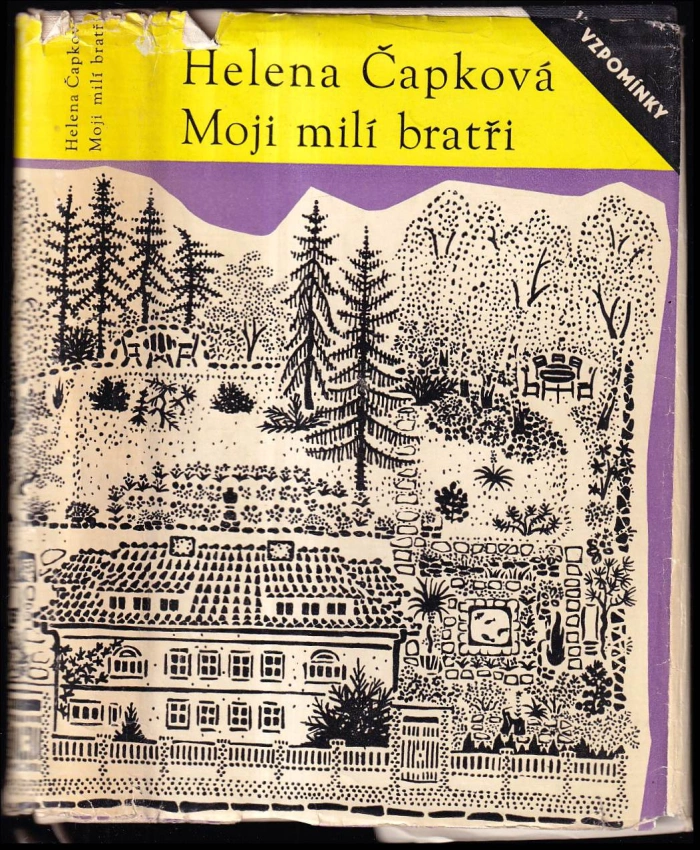 Helena Čapková
Moji milí bratři
VZPOMÍNKY
Helena Čapková
Moji milí bratři